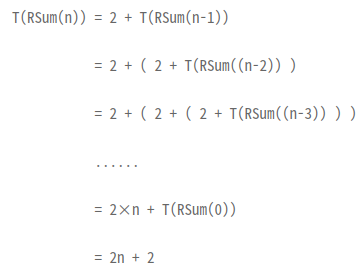 T(RSum(n)) = 2 + T(RSum(n-1))
= 2 + ( 2 + T(RSum((n-2)) )
= 2 + ( 2 + ( 2 + T(RSum((n-3)) ) )
......
= 2×n + T(RSum(0))
= 2n + 2